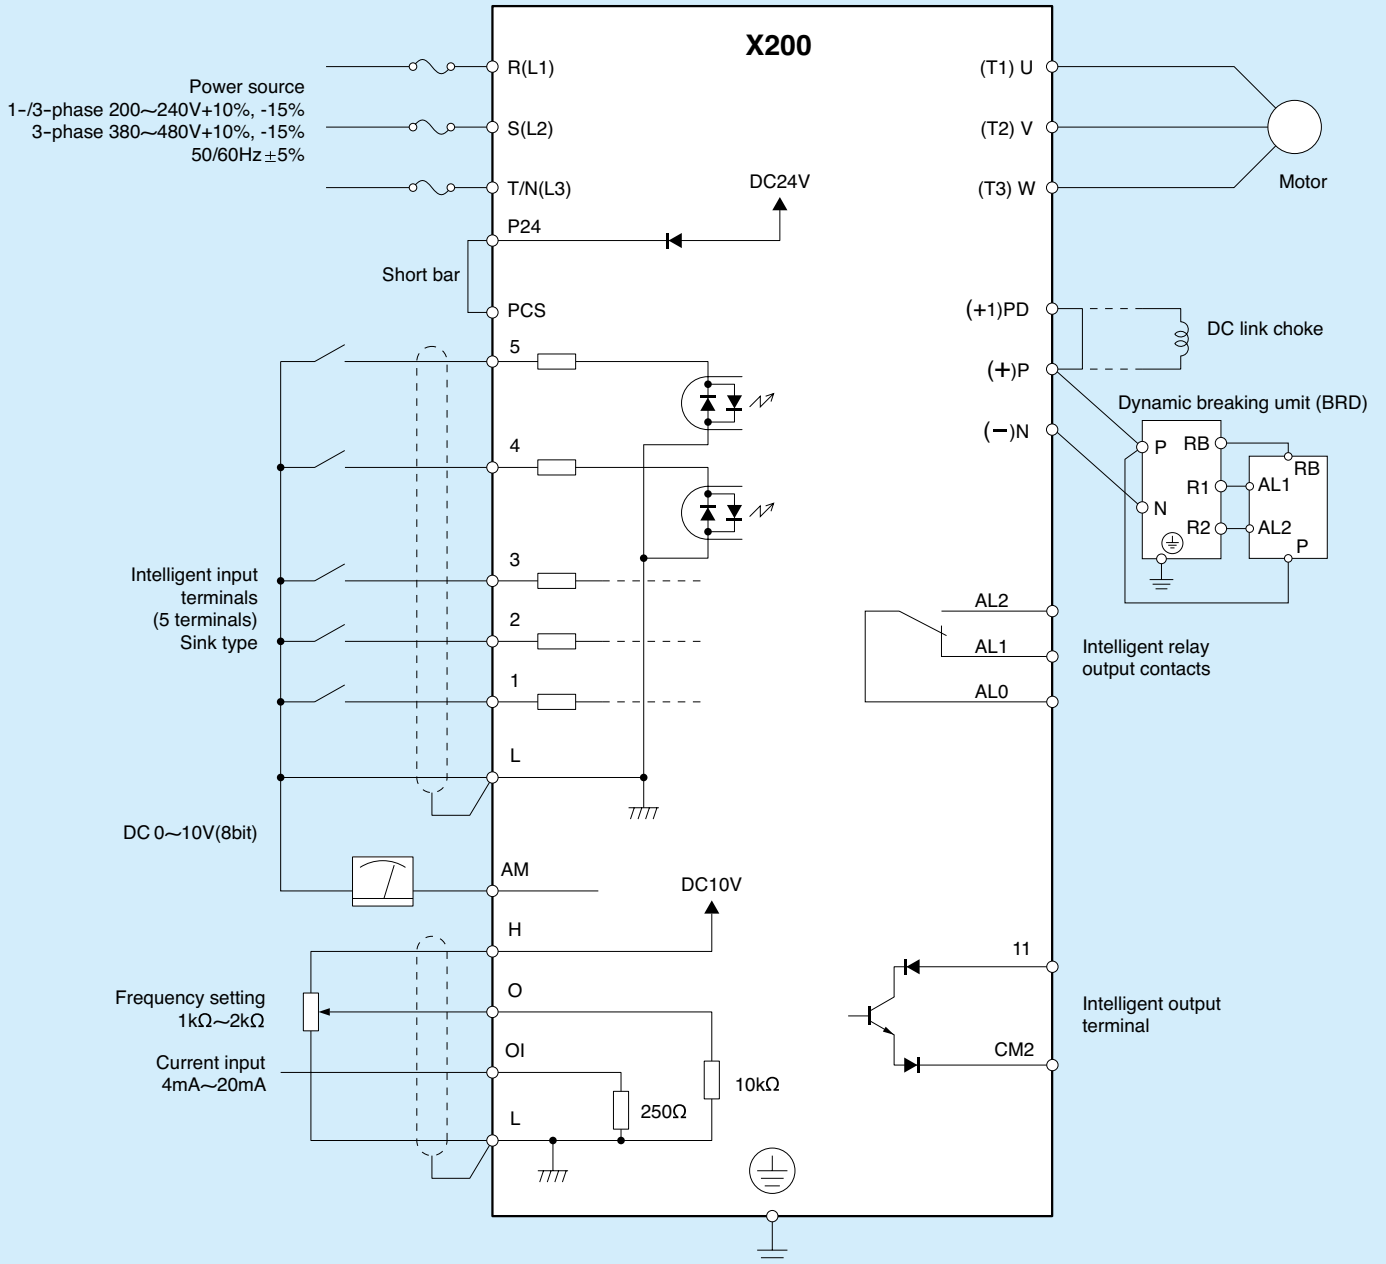 X200
R(L1)
S(L2)
T/N(L3)
Power source
1-/3-phase 200～240V+10%, -15%
3-phase 380～480V+10%, -15%
50/60Hz ±5%
(T1) U
(T2) V
(T3) W
Motor
DC24V
P24
Short bar
PCS
(+1)PD
(+)P
(−)N
DC link choke
Dynamic breaking umit (BRD)
P
N
RB
R1
R2
RB
AL1
AL2
P
5
4
3
2
1
L
Intelligent input
terminals
(5 terminals)
Sink type
AL2
AL1
AL0
Intelligent relay
output contacts
DC 0～10V(8bit)
AM
DC10V
H
O
OI
L
Frequency setting
1kΩ～2kΩ
Current input
4mA～20mA
10kΩ
250Ω
11
CM2
Intelligent output
terminal